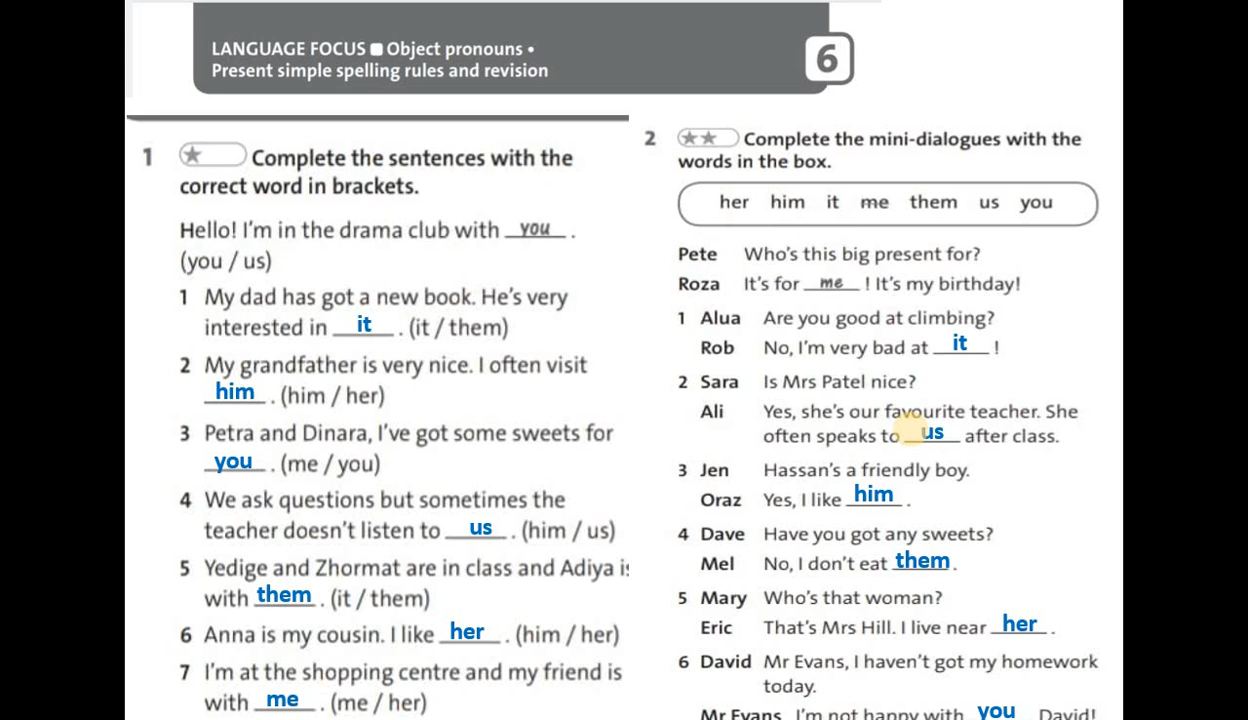 LANGUAGE FOCUS ■ Object pronouns •
Present simple spelling rules and revision
6
1 ★ Complete the sentences with the
correct word in brackets.
Hello! I'm in the drama club with you .
(you / us)
1 My dad has got a new book. He's very
interested in it . (it / them)
2 My grandfather is very nice. I often visit
him . (him / her)
3 Petra and Dinara, I've got some sweets for
you . (me / you)
4 We ask questions but sometimes the
teacher doesn't listen to us . (him / us)
5 Yedige and Zhormat are in class and Adiya is
with them . (it / them)
6 Anna is my cousin. I like her . (him / her)
7 I'm at the shopping centre and my friend is
with me . (me / her)
2 ★★ Complete the mini-dialogues with the
words in the box.
her him it me them us you
Pete Who's this big present for?
Roza It's for me ! It's my birthday!
1 Alua Are you good at climbing?
Rob No, I'm very bad at it !
2 Sara Is Mrs Patel nice?
Ali Yes, she's our favourite teacher. She
often speaks to us after class.
3 Jen Hassan's a friendly boy.
Oraz Yes, I like him .
4 Dave Have you got any sweets?
Mel No, I don't eat them .
5 Mary Who's that woman?
Eric That's Mrs Hill. I live near her .
6 David Mr Evans, I haven't got my homework
today.
Mr Evans I'm not happy with you , David!